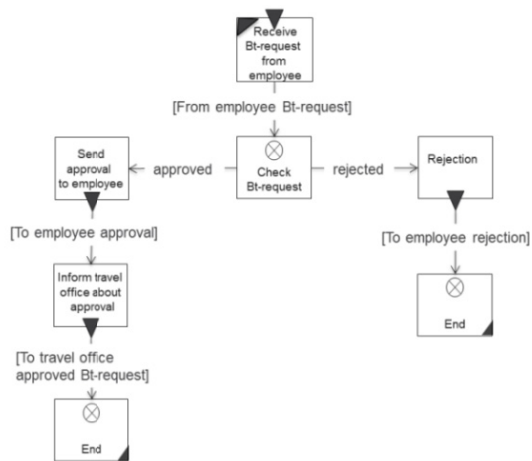 Receive
Bt-request
from
employee
[From employee Bt-request]
Send
approval
to employee
approved
Check
Bt-request
rejected
Rejection
[To employee approval]
[To employee rejection]
Inform travel
office about
approval
End
[To travel office
approved Bt-request]
End